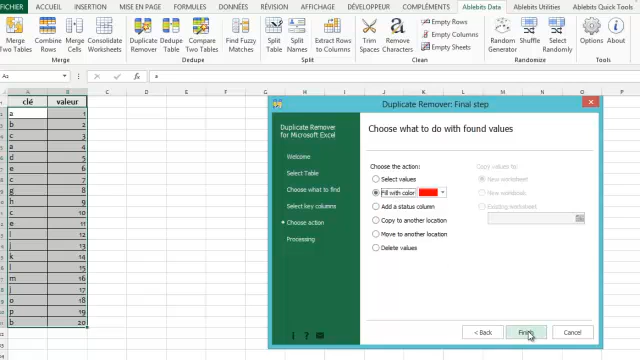 FICHIER ACCUEIL INSERTION MISE EN PAGE FORMULES DONNÉES RÉVISION AFFICHAGE DÉVELOPPEUR COMPLÉMENTS Ablebits Data Ablebits Utilities Ablebits Quick Tools
Merge Two Tables
Combine Rows
Merge Cells
Consolidate Worksheets
Duplicate Remover
Dedupe Table
Compare Two Tables
Find Fuzzy Matches
Split Table
Split Names
Extract Rows to Columns
Trim Spaces
Remove Characters
Empty Rows
Empty Columns
Empty Sheets
Random Generator
Shuffle
Select Randomly
Options
About
Merge Dedupe Split Clean Randomize Tools
A2 fx a
A B C D E F G H
clé valeur
a 1
b 2
c 3
a 4
d 5
e 6
c 7
g 8
h 9
c 10
e 11
j 13
k 14
l 15
m 16
j 17
o 18
p 19
b 20
Duplicate Remover: Final step
Duplicate Remover
for Microsoft Excel
Welcome
Select Table
Choose what to find
Select key columns
Choose action
Processing
Choose what to do with found values
Choose the action:
Select values
Fill with color
Add a status column
Copy to another location
Move to another location
Delete values
Copy values to:
New worksheet
New workbook
Existing worksheet
i ?
< Back Finish Cancel